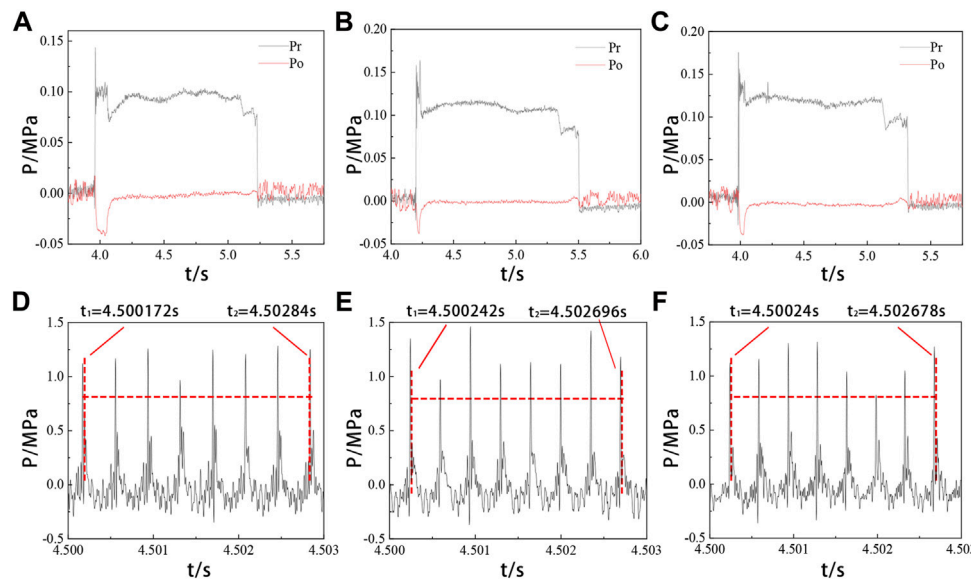 A
B
C
P/MPa
0.15
0.10
0.05
0.00
-0.05
Pr
Po
4.0
4.5
5.0
5.5
t/s
P/MPa
0.20
0.15
0.10
0.05
0.00
-0.05
Pr
Po
4.0
4.5
5.0
5.5
6.0
t/s
P/MPa
0.20
0.15
0.10
0.05
0.00
-0.05
Pr
Po
4.0
4.5
5.0
5.5
t/s
D
t₁=4.500172s
t₂=4.50284s
P/MPa
1.5
1.0
0.5
0.0
-0.5
4.500
4.501
4.502
4.503
t/s
E
t₁=4.500242s
t₂=4.502696s
P/MPa
1.5
1.0
0.5
0.0
-0.5
4.500
4.501
4.502
4.503
t/s
F
t₁=4.50024s
t₂=4.502678s
P/MPa
1.5
1.0
0.5
0.0
-0.5
4.500
4.501
4.502
t/s